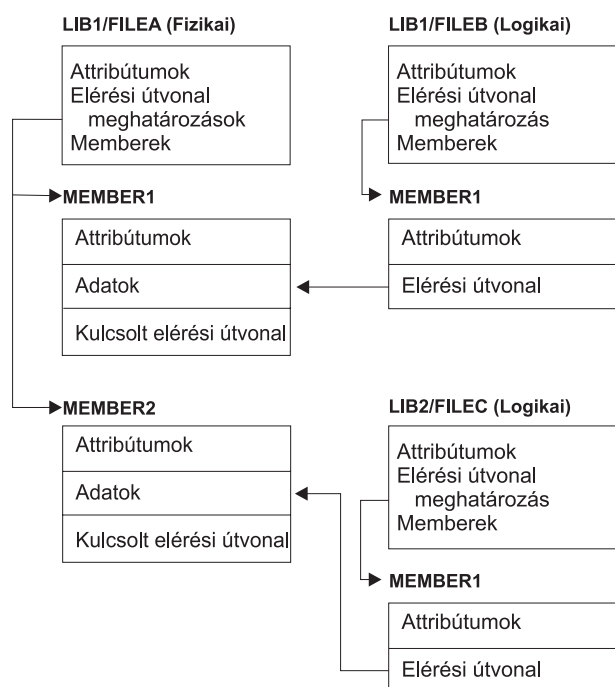 LIB1/FILEA (Fizikai)
Attribútumok
Elérési útvonal
meghatározások
Memberek
MEMBER1
Attribútumok
Adatok
Kulcsolt elérési útvonal
MEMBER2
Attribútumok
Adatok
Kulcsolt elérési útvonal
LIB1/FILEB (Logikai)
Attribútumok
Elérési útvonal
meghatározás
Memberek
MEMBER1
Attribútumok
Elérési útvonal
LIB2/FILEC (Logikai)
Attribútumok
Elérési útvonal
meghatározás
Memberek
MEMBER1
Attribútumok
Elérési útvonal